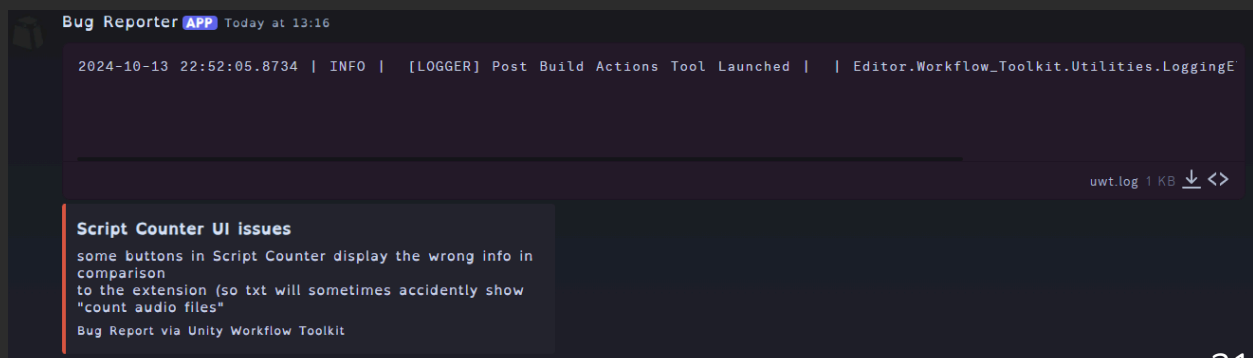 Bug Reporter APP Today at 13:16
2024-10-13 22:52:05.8734 | INFO | [LOGGER] Post Build Actions Tool Launched | | Editor.Workflow_Toolkit.Utilities.LoggingE
uwt.log 1 KB
Script Counter UI issues
some buttons in Script Counter display the wrong info in
comparison
to the extension (so txt will sometimes accidently show
"count audio files"
Bug Report via Unity Workflow Toolkit